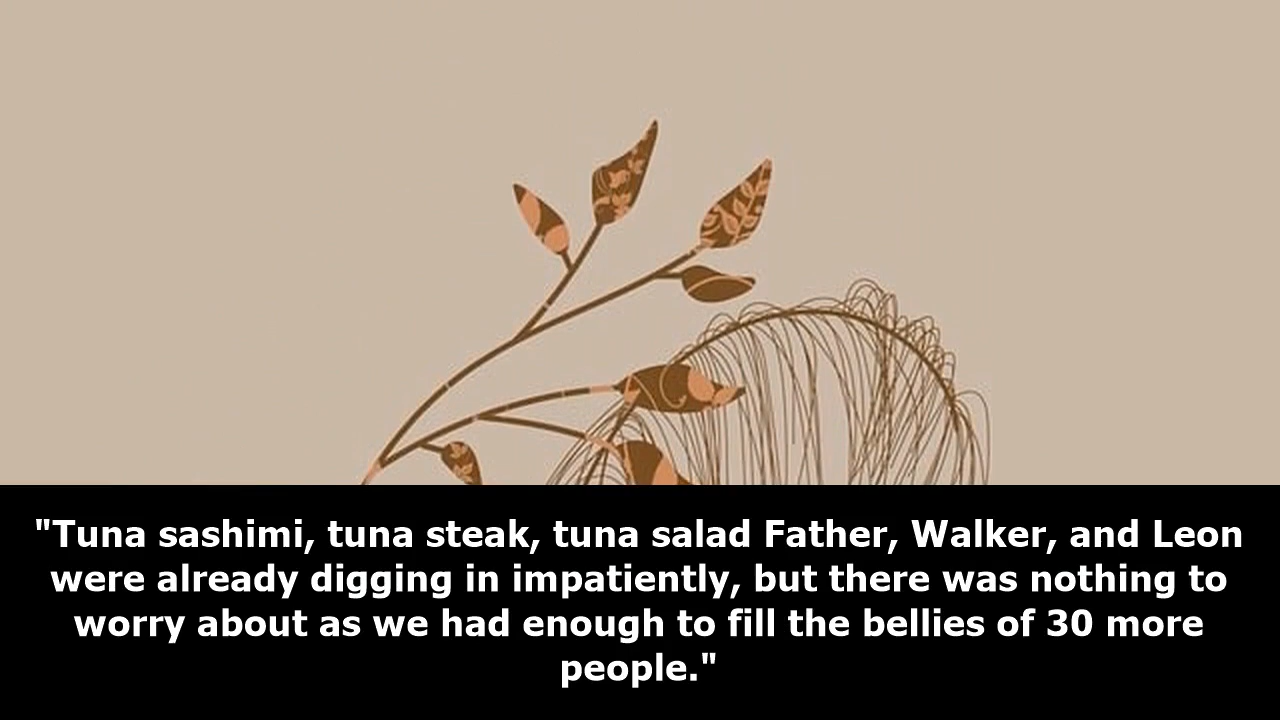 "Tuna sashimi, tuna steak, tuna salad Father, Walker, and Leon
were already digging in impatiently, but there was nothing to
worry about as we had enough to fill the bellies of 30 more
people."